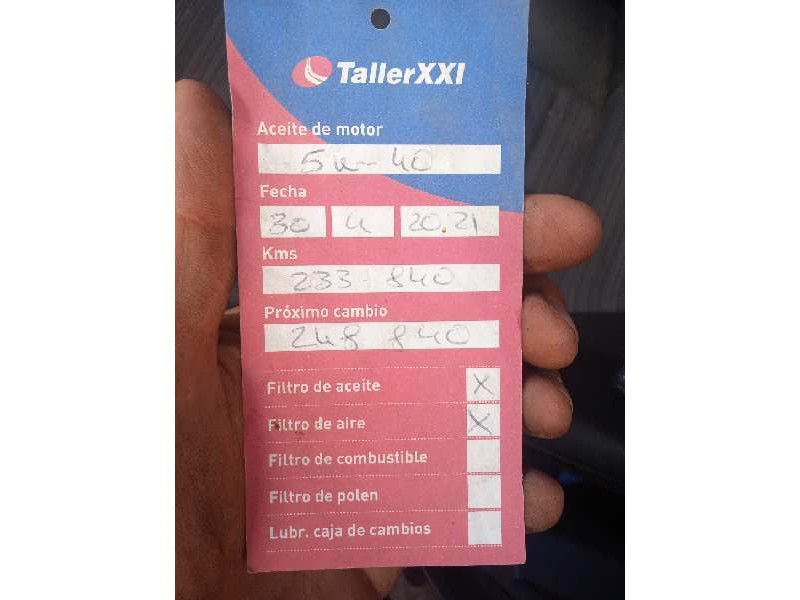 TallerXXI
Aceite de motor
5w-40
Fecha
30 4 2021
Kms
233.840
Próximo cambio
248 840
Filtro de aceite X
Filtro de aire X
Filtro de combustible
Filtro de polen
Lubr. caja de cambios